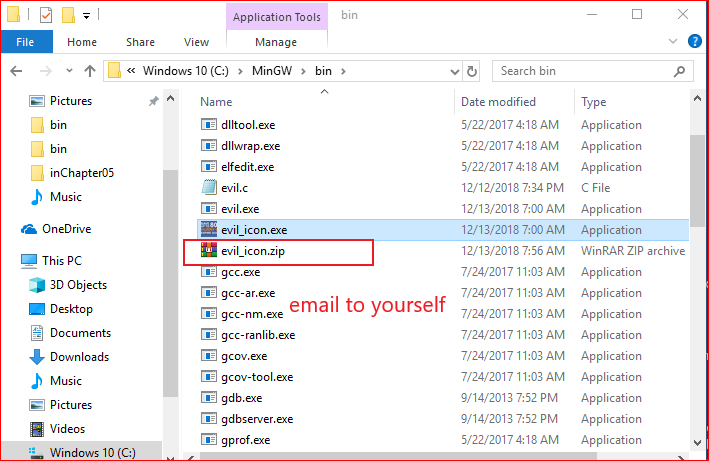 Application Tools bin
File Home Share View Manage
« Windows 10 (C:) › MinGW › bin › Search bin
Pictures
bin
bin
inChapter05
Music
OneDrive
This PC
3D Objects
Desktop
Documents
Downloads
Music
Pictures
Videos
Windows 10 (C:)
Name Date modified Type
dlltool.exe 5/22/2017 4:18 AM Application
dllwrap.exe 5/22/2017 4:18 AM Application
elfedit.exe 5/22/2017 4:18 AM Application
evil.c 12/12/2018 7:34 PM C File
evil.exe 12/13/2018 7:00 AM Application
evil_icon.exe 12/13/2018 7:00 AM Application
evil_icon.zip 12/13/2018 7:56 AM WinRAR ZIP archive
gcc.exe 7/24/2017 11:03 AM Application
gcc-ar.exe 7/24/2017 11:03 AM Application
email to yourself
gcc-nm.exe 7/24/2017 11:03 AM Application
gcc-ranlib.exe 7/24/2017 11:03 AM Application
gcov.exe 7/24/2017 11:03 AM Application
gcov-tool.exe 7/24/2017 11:03 AM Application
gdb.exe 9/14/2013 7:52 PM Application
gdbserver.exe 9/14/2013 7:52 PM Application
gprof.exe 5/22/2017 4:18 AM Application